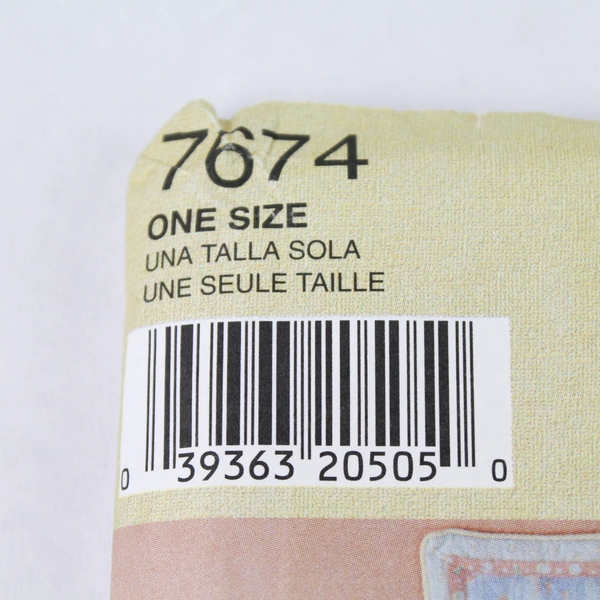 7674
ONE SIZE
UNA TALLA SOLA
UNE SEULE TAILLE
0 39363 20505 0